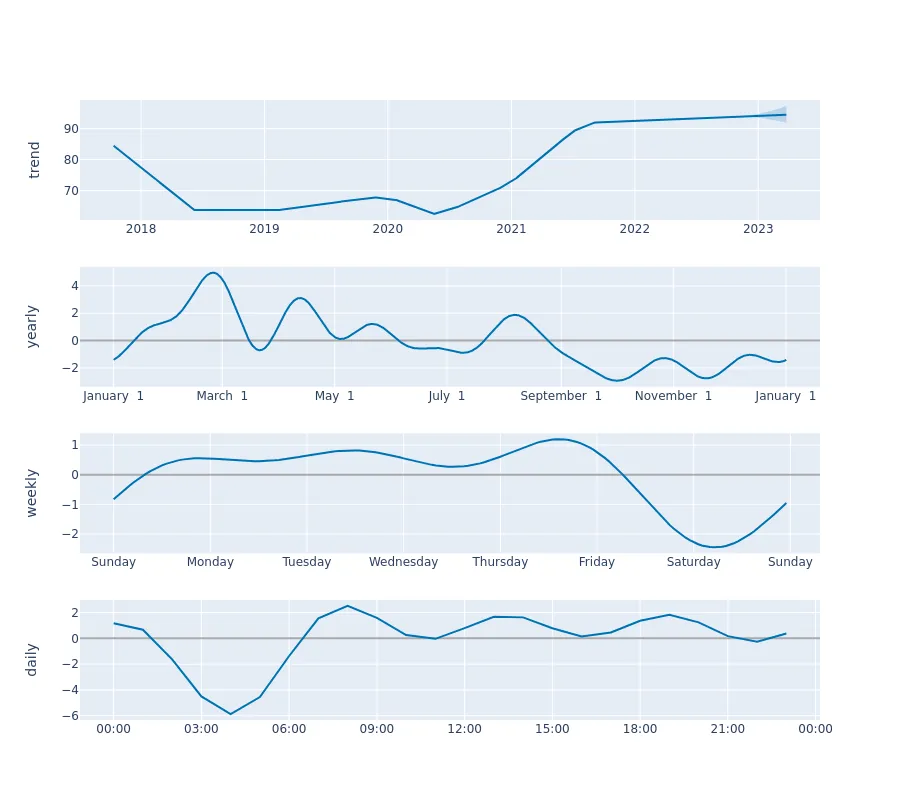 trend
90
80
70
2018 2019 2020 2021 2022 2023
yearly
4
2
0
−2
January 1 March 1 May 1 July 1 September 1 November 1 January 1
weekly
1
0
−1
−2
Sunday Monday Tuesday Wednesday Thursday Friday Saturday Sunday
daily
2
0
−2
−4
−6
00:00 03:00 06:00 09:00 12:00 15:00 18:00 21:00 00:00